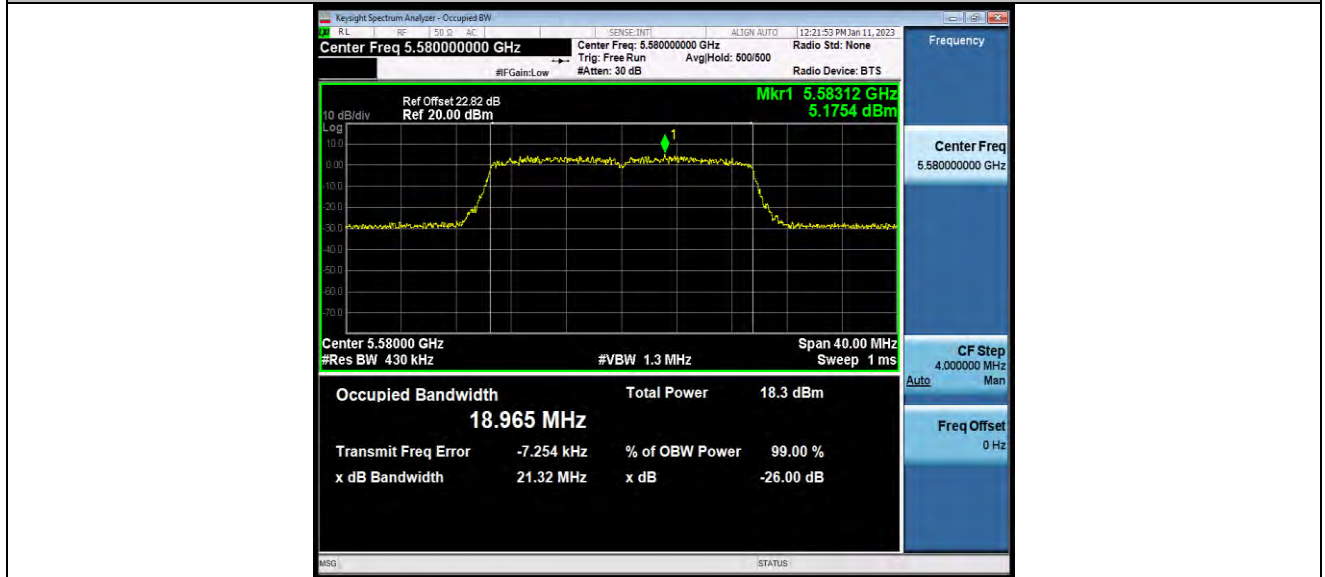 Keysight Spectrum Analyzer - Occupied BW
RL RF 50 Ω AC SENSE:INT ALIGN AUTO 12:21:53 PM Jan 11, 2023
Center Freq 5.580000000 GHz
Center Freq: 5.580000000 GHz
Radio Std: None
Trig: Free Run Avg|Hold: 500/500
#IFGain:Low
#Atten: 30 dB
Radio Device: BTS
Frequency
Mkr1 5.58312 GHz
5.1754 dBm
Ref Offset 22.82 dB
10 dB/div Ref 20.00 dBm
Log
10.0
0.00
-10.0
-20.0
-30.0
-40.0
-50.0
-60.0
-70.0
1
Center 5.58000 GHz Span 40.00 MHz
#Res BW 430 kHz #VBW 1.3 MHz Sweep 1 ms
Center Freq
5.580000000 GHz
CF Step
4.000000 MHz
Auto Man
Freq Offset
0 Hz
Occupied Bandwidth Total Power 18.3 dBm
18.965 MHz
Transmit Freq Error -7.254 kHz % of OBW Power 99.00 %
x dB Bandwidth 21.32 MHz x dB -26.00 dB
MSG STATUS